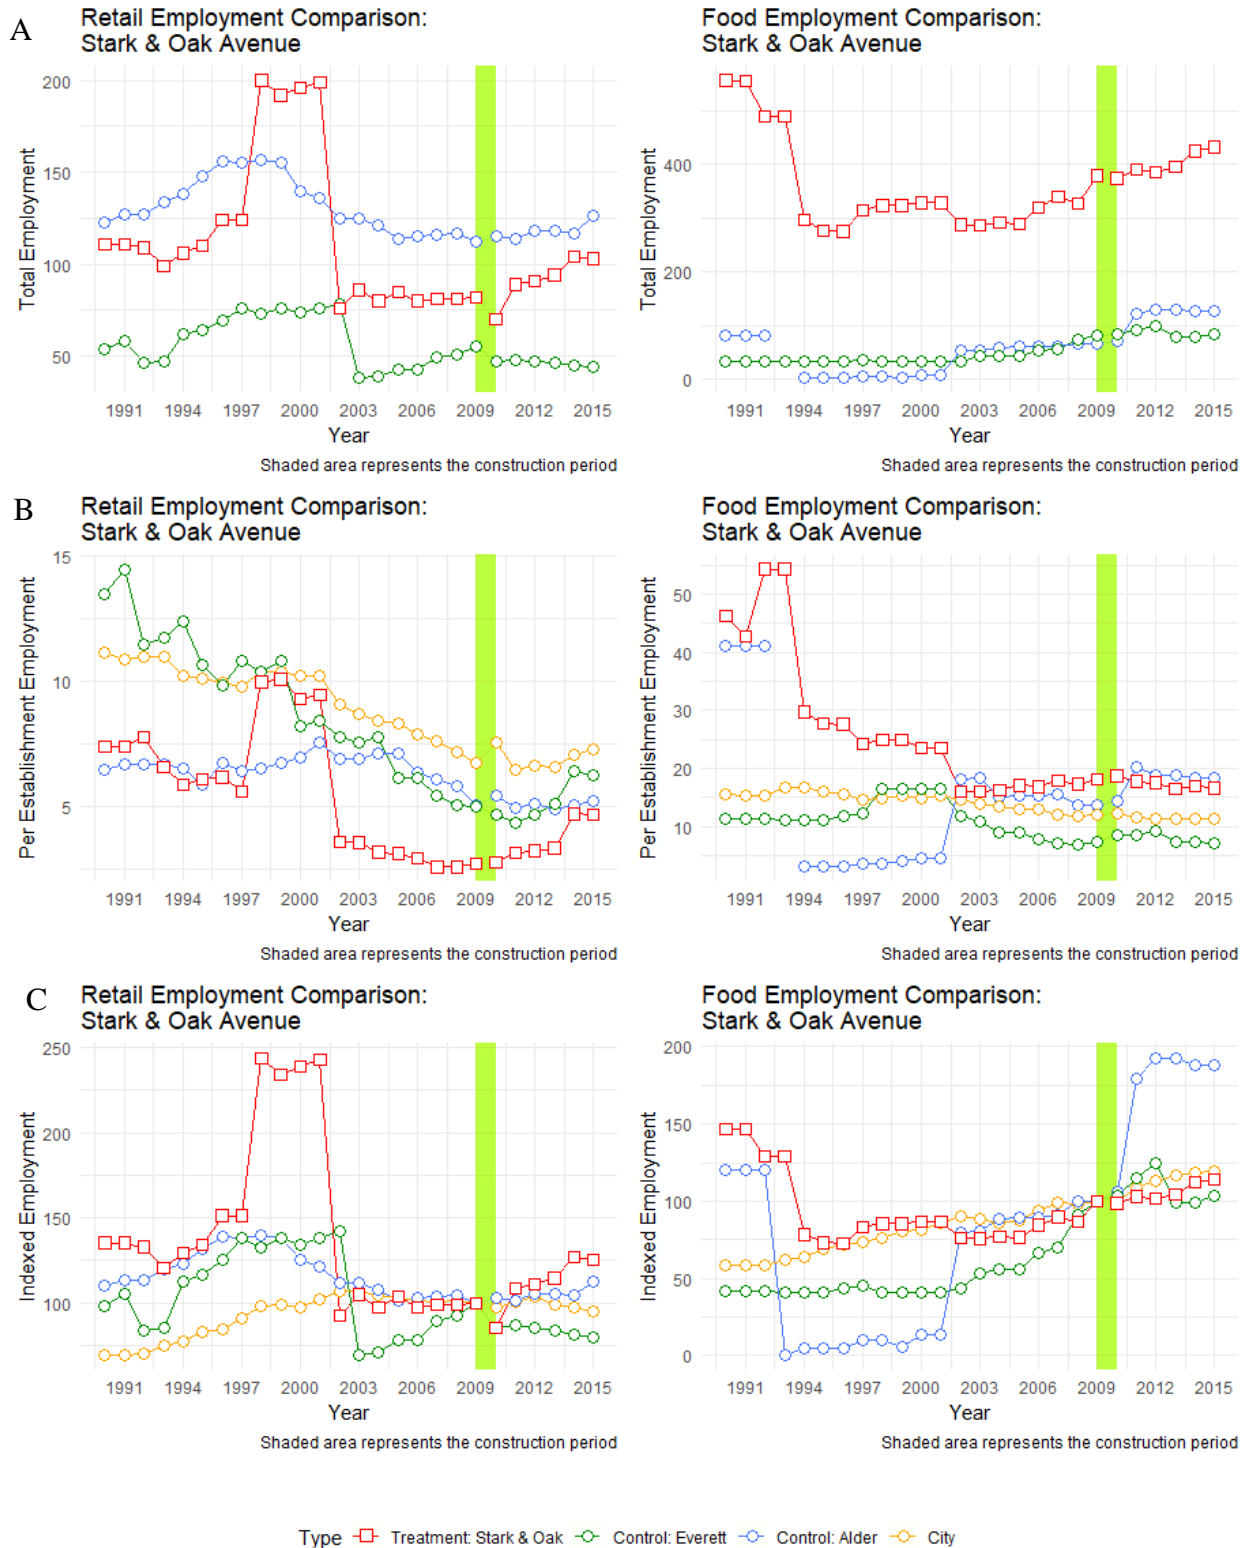 A
Retail Employment Comparison:
Stark & Oak Avenue
Total Employment
200
150
100
50
1991 1994 1997 2000 2003 2006 2009 2012 2015
Year
Shaded area represents the construction period
Food Employment Comparison:
Stark & Oak Avenue
Total Employment
400
200
0
1991 1994 1997 2000 2003 2006 2009 2012 2015
Year
Shaded area represents the construction period
B
Retail Employment Comparison:
Stark & Oak Avenue
Per Establishment Employment
15
10
5
1991 1994 1997 2000 2003 2006 2009 2012 2015
Year
Shaded area represents the construction period
Food Employment Comparison:
Stark & Oak Avenue
Per Establishment Employment
50
40
30
20
10
1991 1994 1997 2000 2003 2006 2009 2012 2015
Year
Shaded area represents the construction period
C
Retail Employment Comparison:
Stark & Oak Avenue
Indexed Employment
250
200
150
100
1991 1994 1997 2000 2003 2006 2009 2012 2015
Year
Shaded area represents the construction period
Food Employment Comparison:
Stark & Oak Avenue
Indexed Employment
200
150
100
50
0
1991 1994 1997 2000 2003 2006 2009 2012 2015
Year
Shaded area represents the construction period
Type Treatment: Stark & Oak Control: Everett Control: Alder City